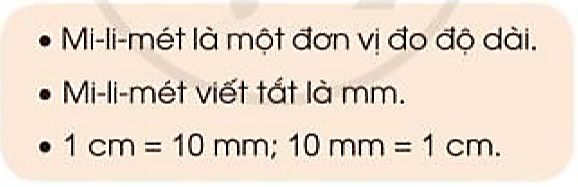 • Mi-li-mét là một đơn vị đo độ dài.
• Mi-li-mét viết tắt là mm.
• 1 cm = 10 mm; 10 mm = 1 cm.